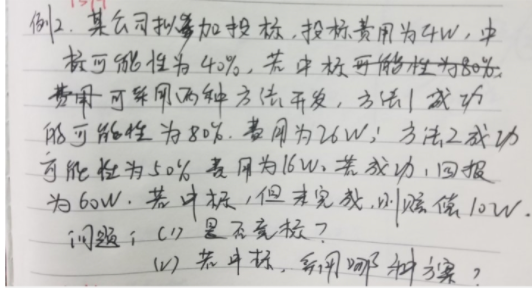 例2. 某公司拟参加投标,投标费用为4W,中
标可能性为40%,若中标可能性为80%.
费用可采用两种方法开发,方法1成功
的可能性为80%.费用为26W;方法2成功
可能性为50%费用为16W.若成功,回报
为60W.若中标,但未完成,则赔偿10W.
问题:(1) 是否竞标?
(2) 若中标,采用哪种方案?